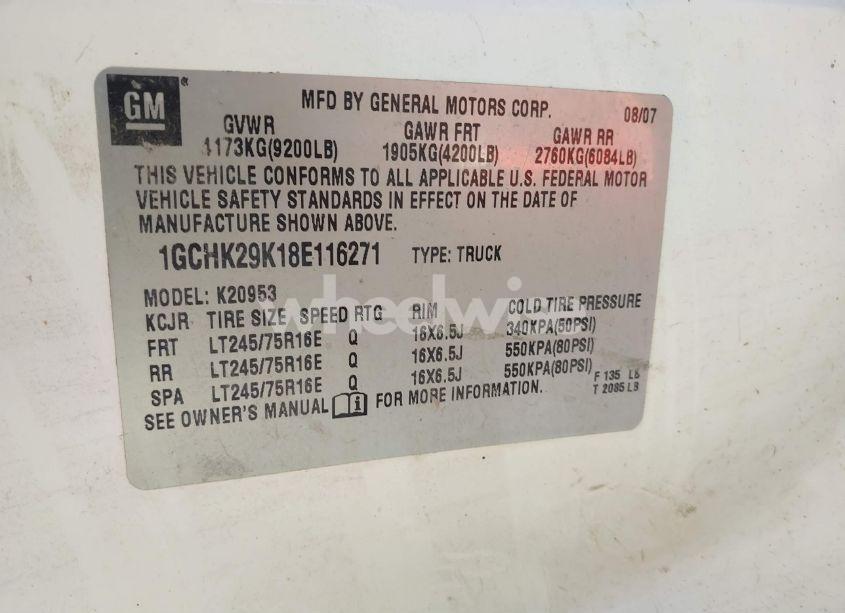 GM
MFD BY GENERAL MOTORS CORP. 08/07
GVWR GAWR FRT GAWR RR
4173KG(9200LB) 1905KG(4200LB) 2760KG(6084LB)
THIS VEHICLE CONFORMS TO ALL APPLICABLE U.S. FEDERAL MOTOR
VEHICLE SAFETY STANDARDS IN EFFECT ON THE DATE OF
MANUFACTURE SHOWN ABOVE.
1GCHK29K18E116271 TYPE: TRUCK
MODEL: K20953
KCJR TIRE SIZE SPEED RTG RIM COLD TIRE PRESSURE
FRT LT245/75R16E Q 16X6.5J 340KPA(50PSI)
RR LT245/75R16E Q 16X6.5J 550KPA(80PSI)
SPA LT245/75R16E Q 16X6.5J 550KPA(80PSI)
SEE OWNER'S MANUAL i FOR MORE INFORMATION.
F 135 LB
T 2085 LB